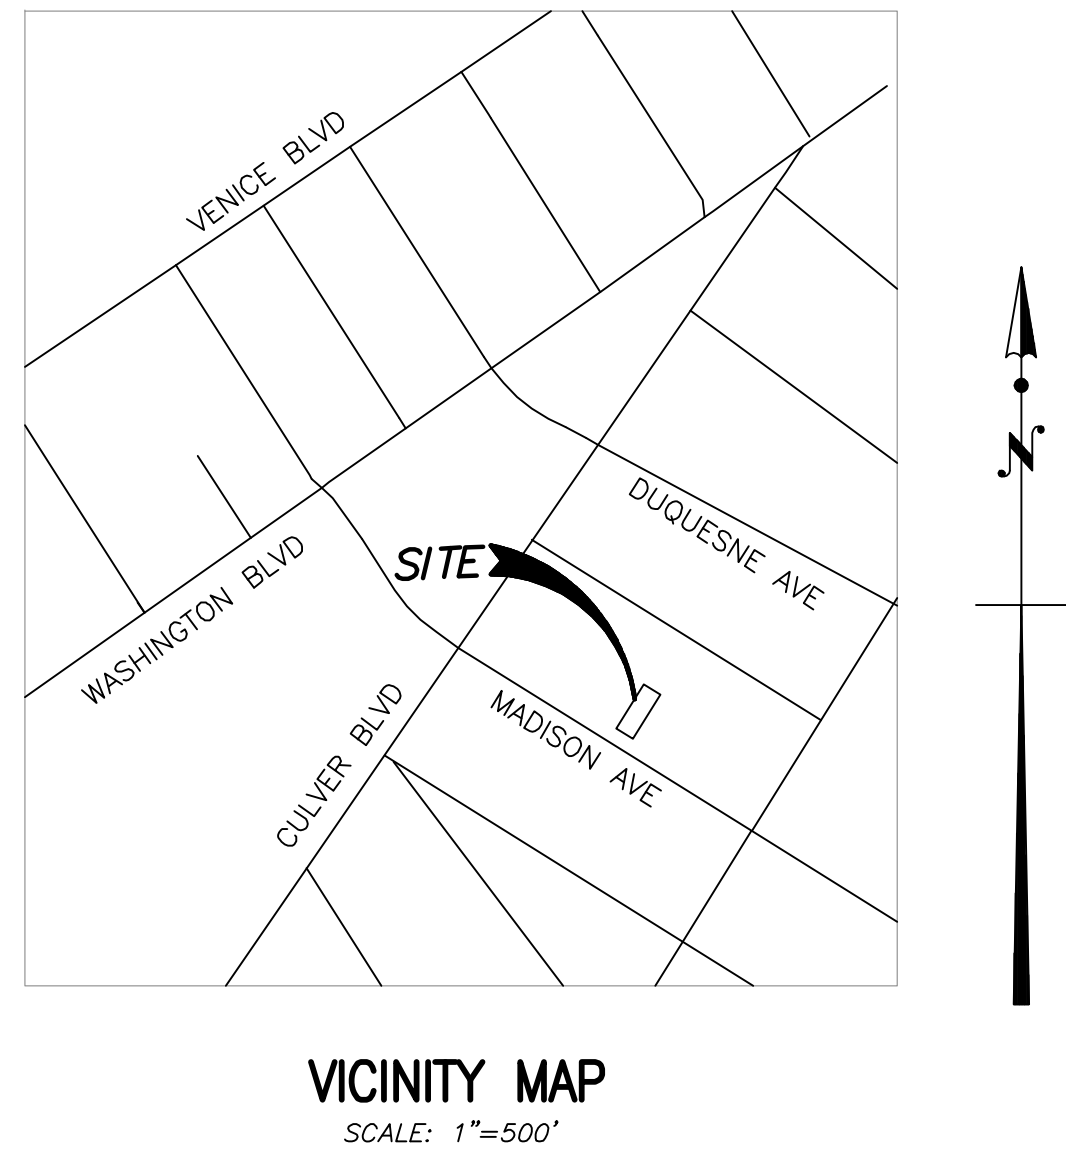 VENICE BLVD
DUQUESNE AVE
SITE
WASHINGTON BLVD
CULVER BLVD
MADISON AVE
N
VICINITY MAP
SCALE: 1"=500'